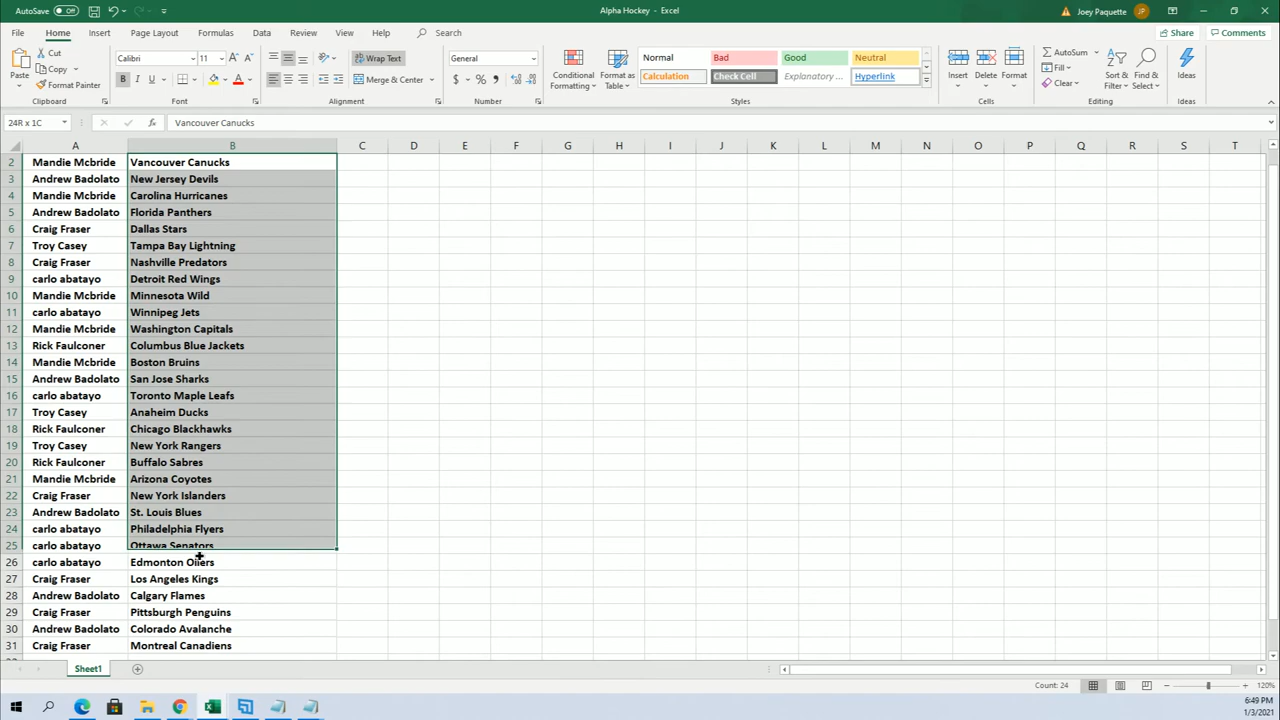 AutoSave Off Alpha Hockey - Excel Joey Paquette JP
File Home Insert Page Layout Formulas Data Review View Help Search Share Comments
Paste Cut Copy Format Painter Clipboard
Calibri 11 B I U A A A Font
Wrap Text Merge & Center Alignment
General $ % , Number
Conditional Formatting Format as Table
Normal Bad Good Neutral
Calculation Check Cell Explanatory ... Hyperlink
Styles
Insert Delete Format Cells
AutoSum Fill Clear Sort & Filter Find & Select Editing
Ideas Ideas
24R x 1C fx Vancouver Canucks
A B C D E F G H I J K L M N O P Q R S T
2 Mandie Mcbride Vancouver Canucks
3 Andrew Badolato New Jersey Devils
4 Mandie Mcbride Carolina Hurricanes
5 Andrew Badolato Florida Panthers
6 Craig Fraser Dallas Stars
7 Troy Casey Tampa Bay Lightning
8 Craig Fraser Nashville Predators
9 carlo abatayo Detroit Red Wings
10 Mandie Mcbride Minnesota Wild
11 carlo abatayo Winnipeg Jets
12 Mandie Mcbride Washington Capitals
13 Rick Faulconer Columbus Blue Jackets
14 Mandie Mcbride Boston Bruins
15 Andrew Badolato San Jose Sharks
16 carlo abatayo Toronto Maple Leafs
17 Troy Casey Anaheim Ducks
18 Rick Faulconer Chicago Blackhawks
19 Troy Casey New York Rangers
20 Rick Faulconer Buffalo Sabres
21 Mandie Mcbride Arizona Coyotes
22 Craig Fraser New York Islanders
23 Andrew Badolato St. Louis Blues
24 carlo abatayo Philadelphia Flyers
25 carlo abatayo Ottawa Senators
26 carlo abatayo Edmonton Oilers
27 Craig Fraser Los Angeles Kings
28 Andrew Badolato Calgary Flames
29 Craig Fraser Pittsburgh Penguins
30 Andrew Badolato Colorado Avalanche
31 Craig Fraser Montreal Canadiens
Sheet1
Count: 24 120%
6:49 PM
1/3/2021